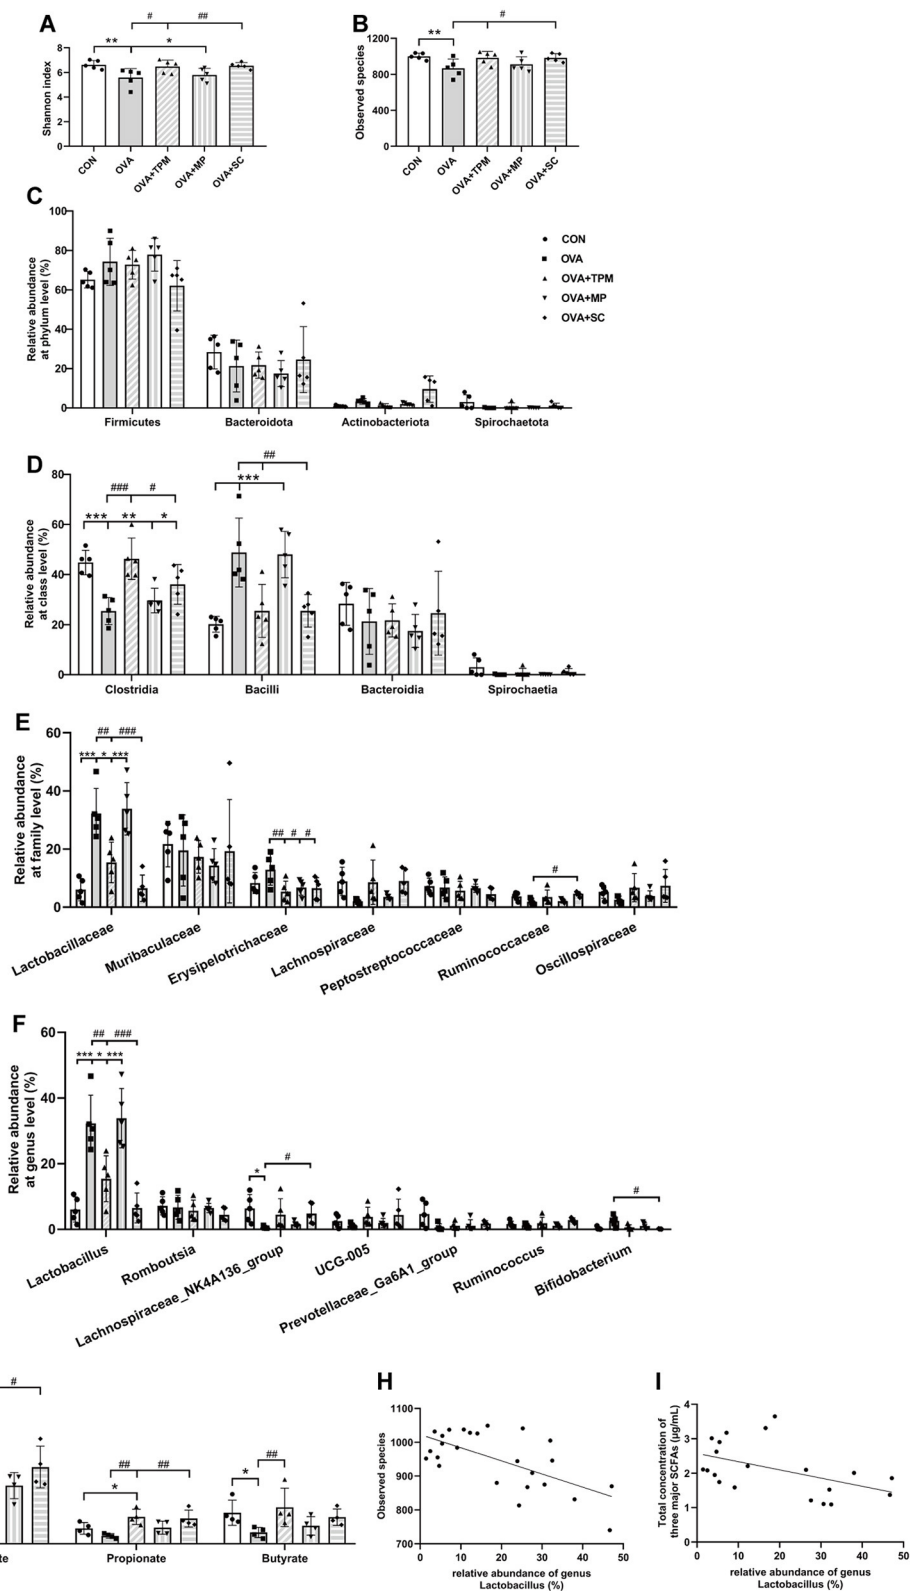 A
#
##
**
*
Shannon index
8
6
4
2
0
CON
OVA
OVA+TPM
OVA+MP
OVA+SC
B
#
**
Observed species
1200
800
400
0
CON
OVA
OVA+TPM
OVA+MP
OVA+SC
C
Relative abundance
at phylum level (%)
100
80
60
40
20
0
Firmicutes
Bacteroidota
Actinobacteriota
Spirochaetota
CON
OVA
OVA+TPM
OVA+MP
OVA+SC
D
Relative abundance
at class level (%)
80
60
40
20
0
###
#
***
**
*
##
***
Clostridia
Bacilli
Bacteroidia
Spirochaetia
E
Relative abundance
at family level (%)
60
40
20
0
##
###
***
*
***
##
#
#
#
Lactobacillaceae
Muribaculaceae
Erysipelotrichaceae
Lachnospiraceae
Peptostreptococcaceae
Ruminococcaceae
Oscillospiraceae
F
Relative abundance
at genus level (%)
60
40
20
0
##
###
***
*
***
*
#
#
Lactobacillus
Romboutsia
Lachnospiraceae_NK4A136_group
UCG-005
Prevotellaceae_Ga6A1_group
Ruminococcus
Bifidobacterium
#
##
##
*
##
*
te
Propionate
Butyrate
H
Observed species
1100
1000
900
800
700
0
10
20
30
40
50
relative abundance of genus
Lactobacillus (%)
I
Total concentration of
three major SCFAs (µg/mL)
4
3
2
1
0
0
10
20
30
40
50
relative abundance of genus
Lactobacillus (%)